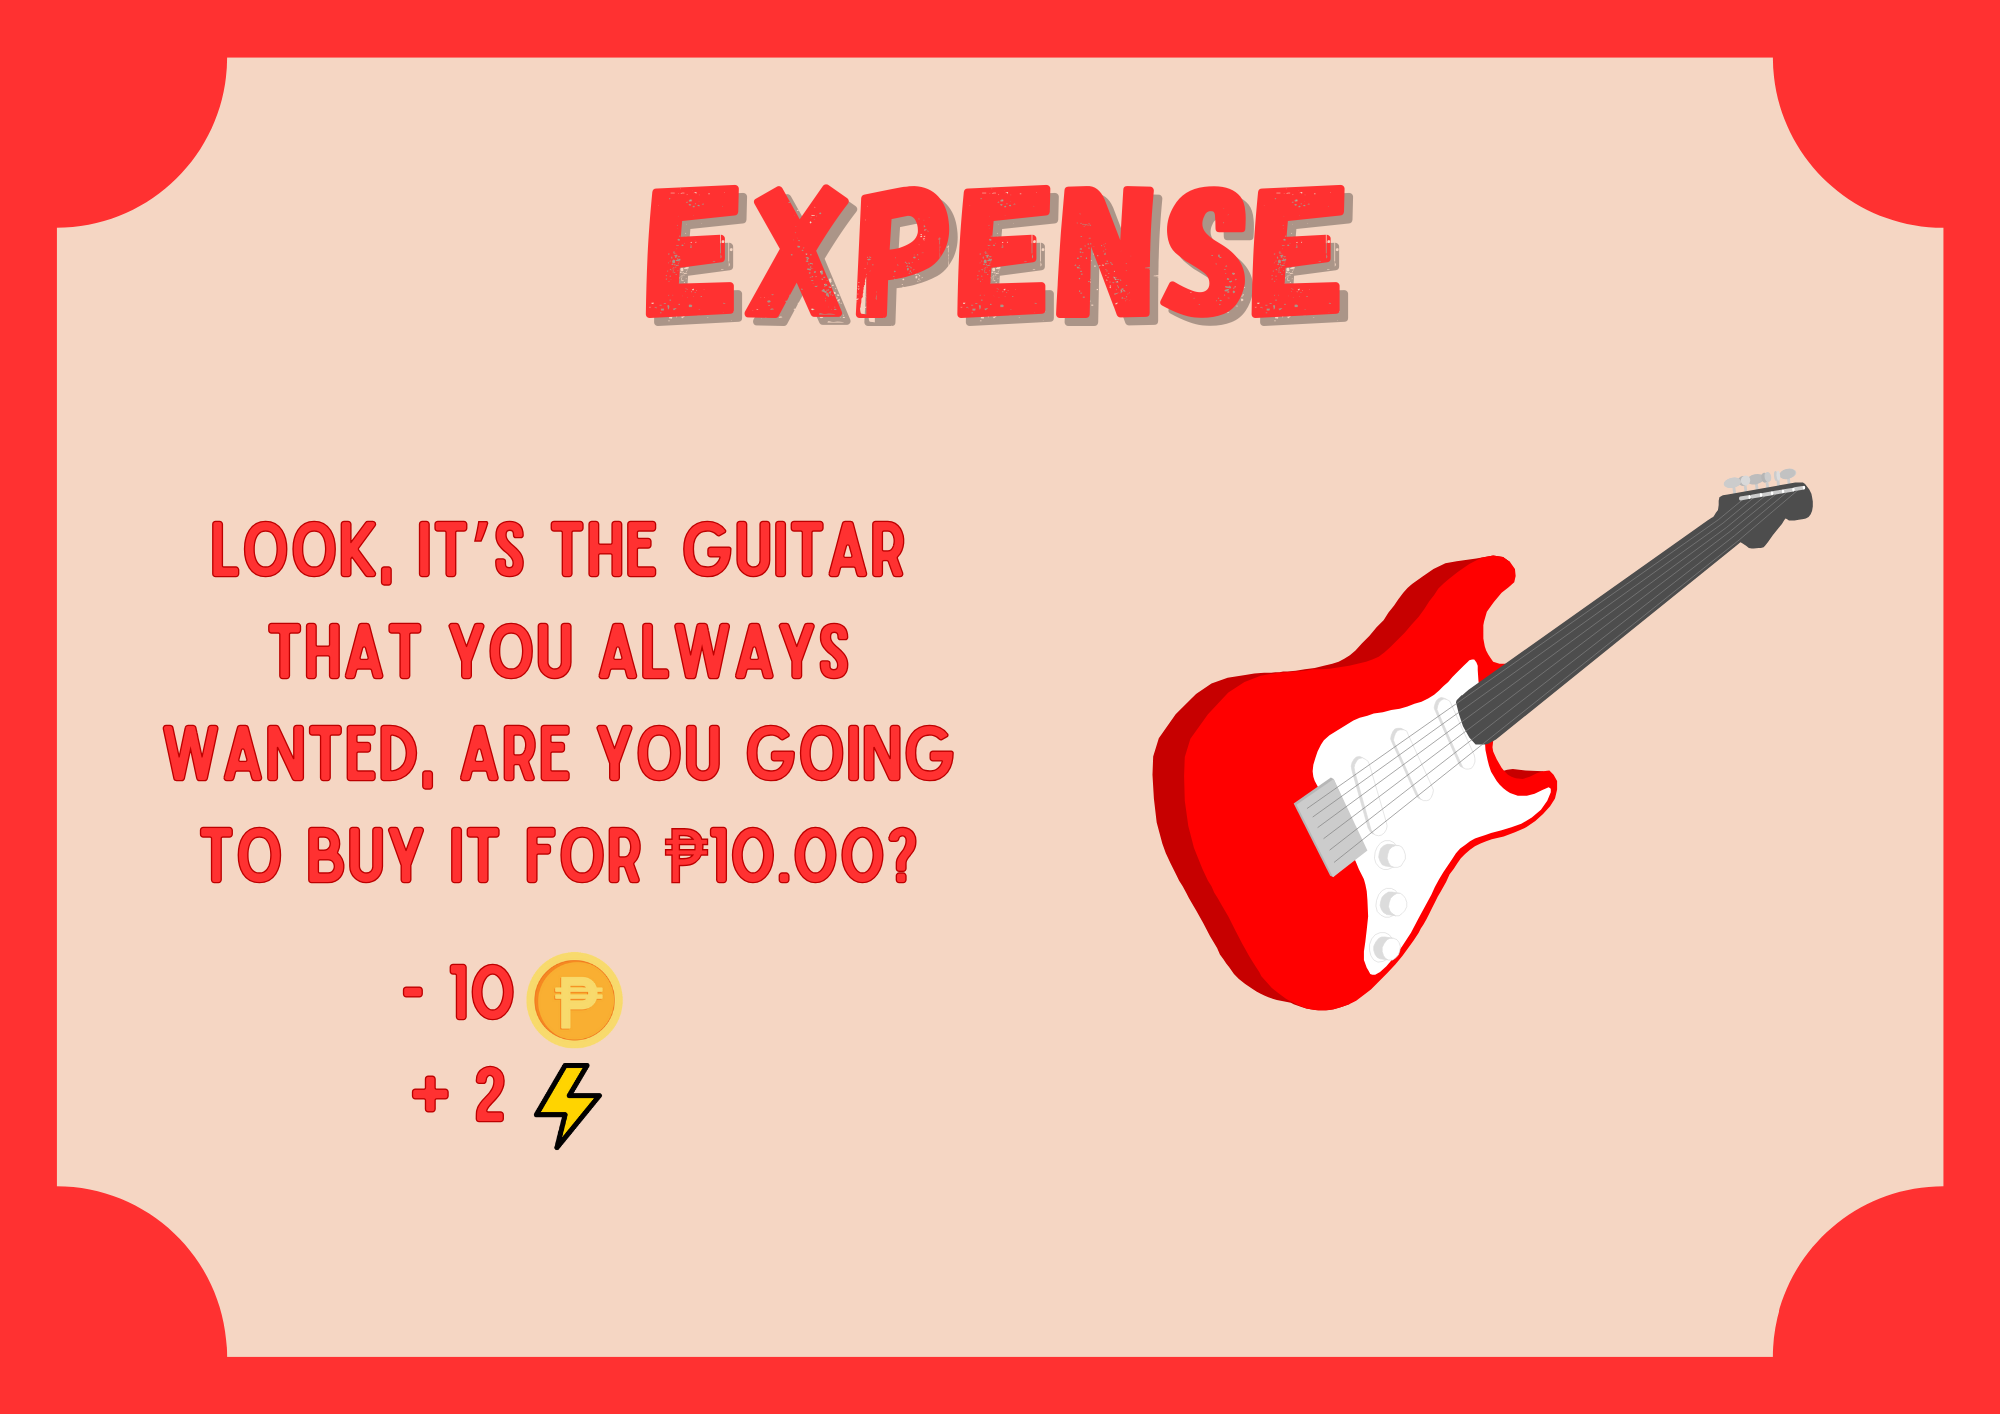 EXPENSE
LOOK, IT'S THE GUITAR
THAT YOU ALWAYS
WANTED, ARE YOU GOING
TO BUY IT FOR ₱10.00?
- 10 ₱
+ 2